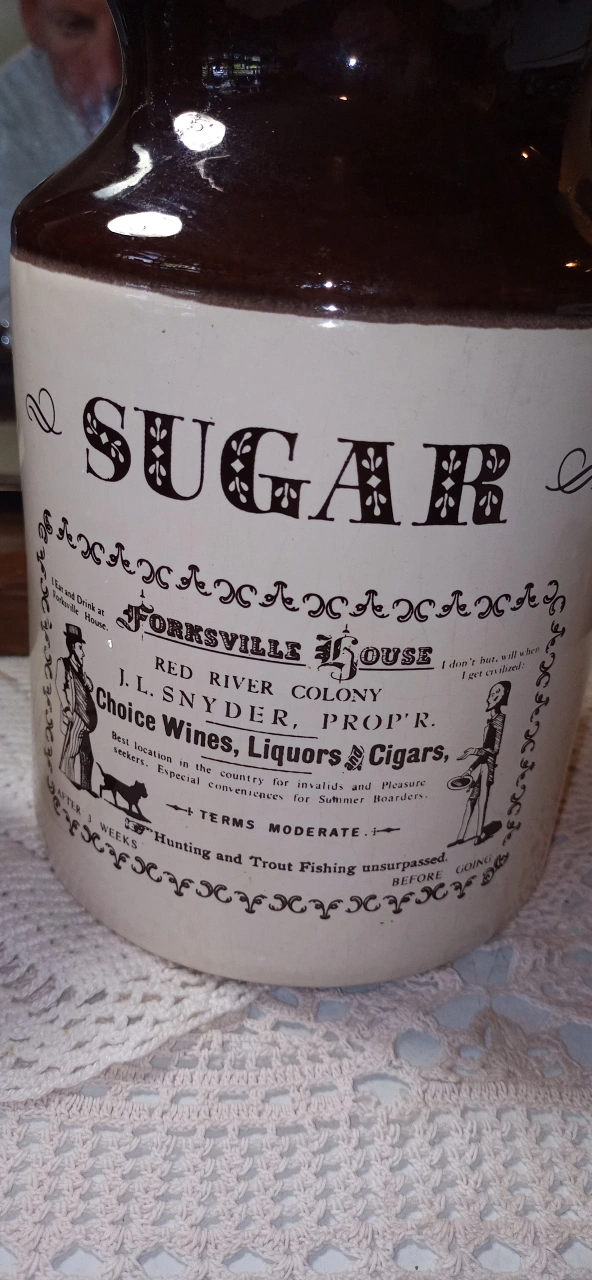 SUGAR
I Eat and Drink at
Forksville House.
FORKSVILLE HOUSE
I don't but, will when
I get civilized:
RED RIVER COLONY
J. L. SNYDER, PROP'R.
Choice Wines, Liquors AND Cigars,
Best location in the country for invalids and Pleasure
seekers. Especial conveniences for Summer Boarders.
TERMS MODERATE.
AFTER 3 WEEKS
Hunting and Trout Fishing unsurpassed.
BEFORE GOING